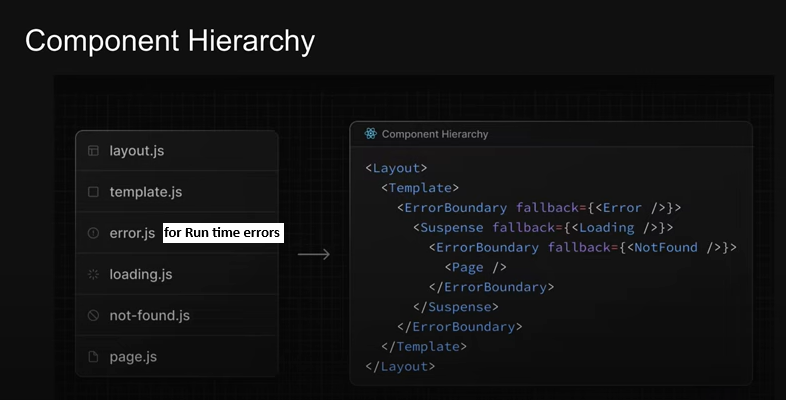 Component Hierarchy
layout.js
template.js
error.js for Run time errors
loading.js
not-found.js
page.js
Component Hierarchy
<Layout>
<Template>
<ErrorBoundary fallback={<Error />}>
<Suspense fallback={<Loading />}>
<ErrorBoundary fallback={<NotFound />}>
<Page />
</ErrorBoundary>
</Suspense>
</ErrorBoundary>
</Template>
</Layout>